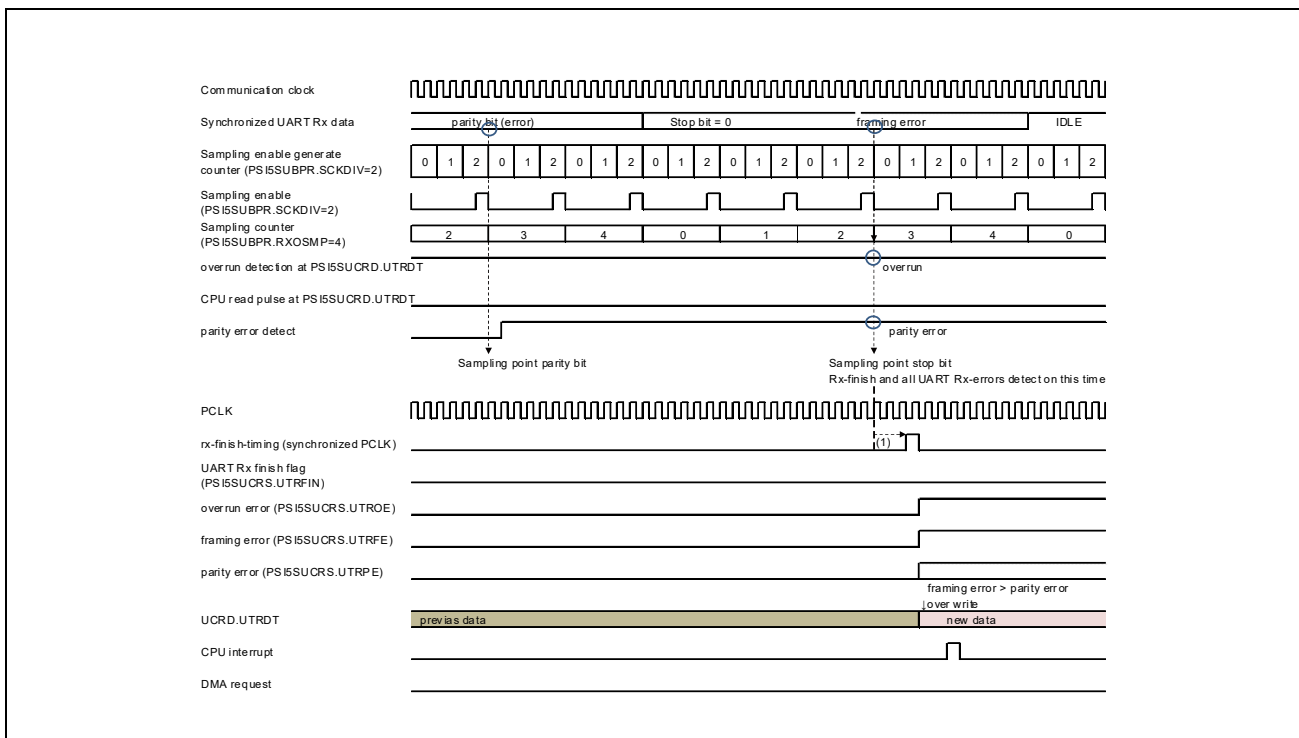 Communication clock
Synchronized UART Rx data
parity bit (error)
Stop bit = 0
framing error
IDLE
Sampling enable generate
counter (PSI5SUBPR.SCKDIV=2)
0 1 2 0 1 2 0 1 2 0 1 2 0 1 2 0 1 2 0 1 2 0 1 2 0 1 2
Sampling enable
(PSI5SUBPR.SCKDIV=2)
Sampling counter
(PSI5SUBPR.RXOSMP=4)
2 3 4 0 1 2 3 4 0
overrun detection at PSI5SUCRD.UTRDT
overrun
CPU read pulse at PSI5SUCRD.UTRDT
parity error detect
parity error
Sampling point parity bit
Sampling point stop bit
Rx-finish and all UART Rx-errors detect on this time
PCLK
rx-finish-timing (synchronized PCLK)
(1)
UART Rx finish flag
(PSI5SUCRS.UTRFIN)
overrun error (PSI5SUCRS.UTROE)
framing error (PSI5SUCRS.UTRFE)
parity error (PSI5SUCRS.UTRPE)
framing error > parity error
↓over write
UCRD.UTRDT
previas data
new data
CPU interrupt
DMA request